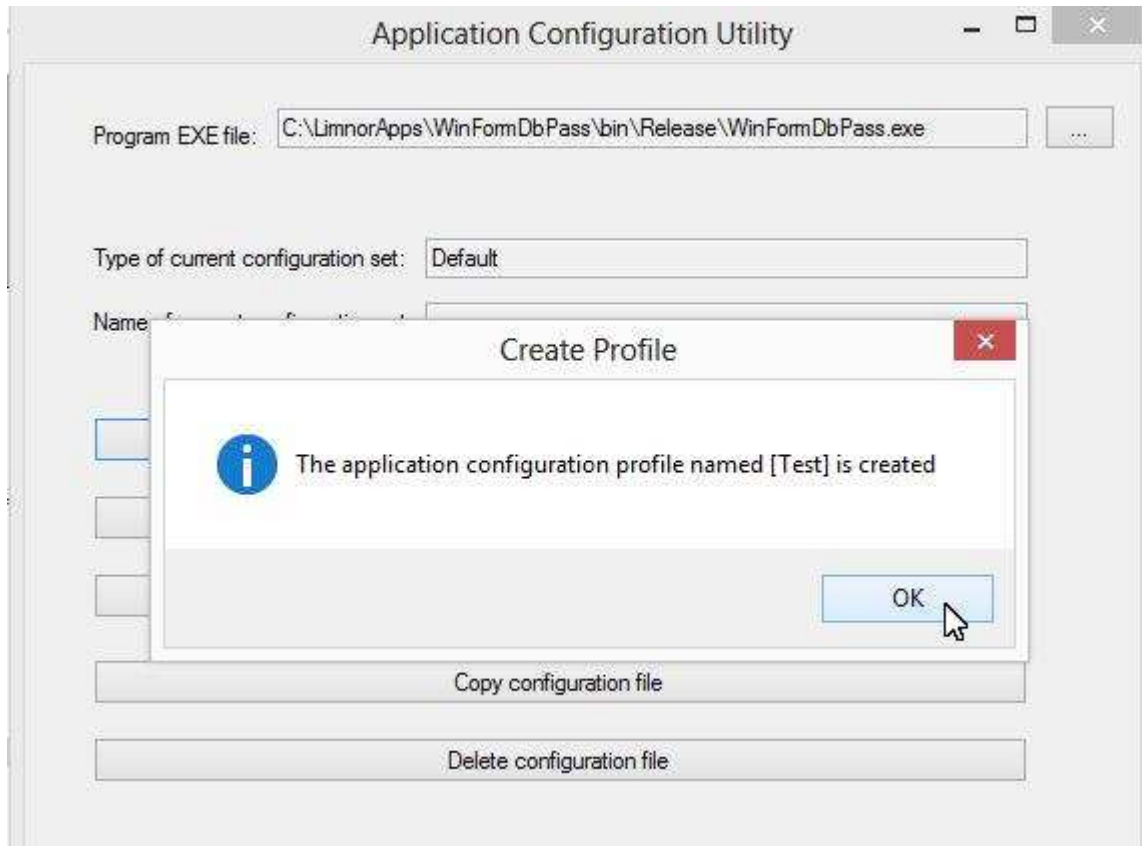 Application Configuration Utility
Program EXE file: C:\LimnorApps\WinFormDbPass\bin\Release\WinFormDbPass.exe ...
Type of current configuration set: Default
Name
Create Profile
The application configuration profile named [Test] is created
OK
Copy configuration file
Delete configuration file